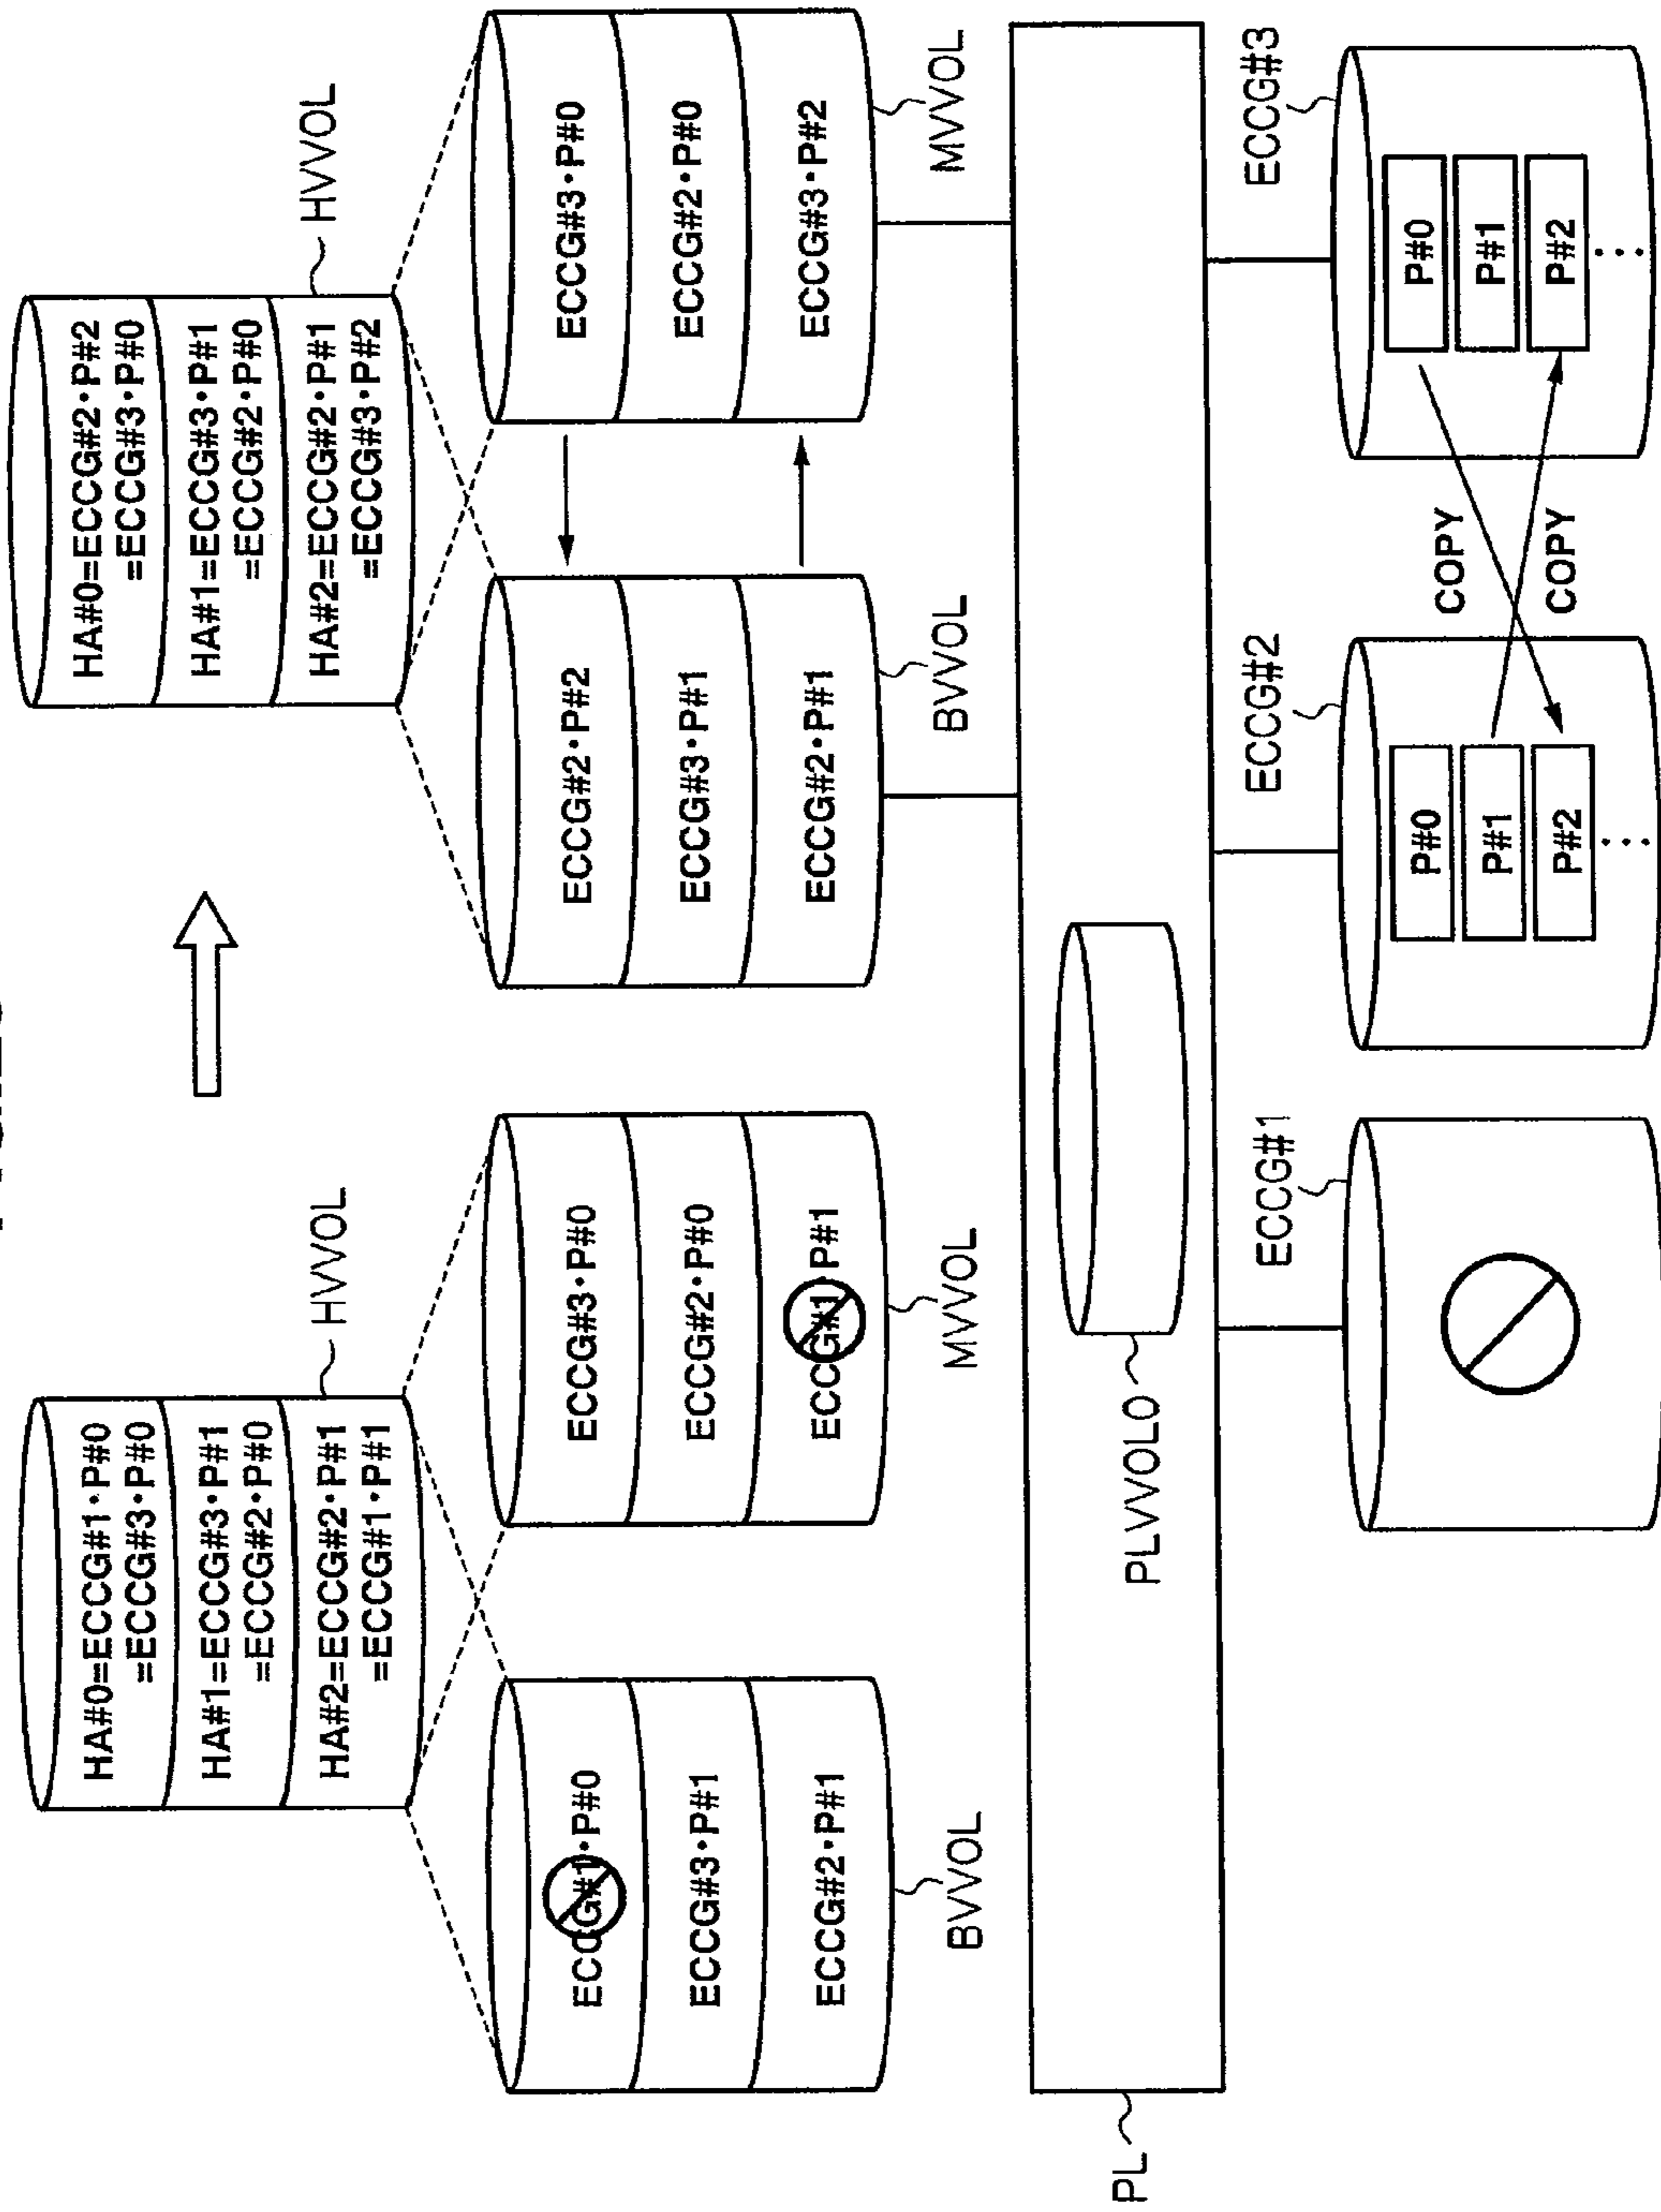 HA#0=ECCG#1·P#0
=ECCG#3·P#0
HA#1=ECCG#3·P#1
=ECCG#2·P#0
HA#2=ECCG#2·P#1
=ECCG#1·P#1
HVVOL
HA#0=ECCG#2·P#2
=ECCG#3·P#0
HA#1=ECCG#3·P#1
=ECCG#2·P#0
HA#2=ECCG#2·P#1
=ECCG#3·P#2
HVVOL
ECCG#1·P#0
ECCG#3·P#1
ECCG#2·P#1
BVVOL
ECCG#3·P#0
ECCG#2·P#0
ECCG#1·P#1
MVVOL
ECCG#2·P#2
ECCG#3·P#1
ECCG#2·P#1
BVVOL
ECCG#3·P#0
ECCG#2·P#0
ECCG#3·P#2
MVVOL
PL
PLVVOL0
ECCG#1
ECCG#2
P#0
P#1
P#2
COPY
COPY
ECCG#3
P#0
P#1
P#2